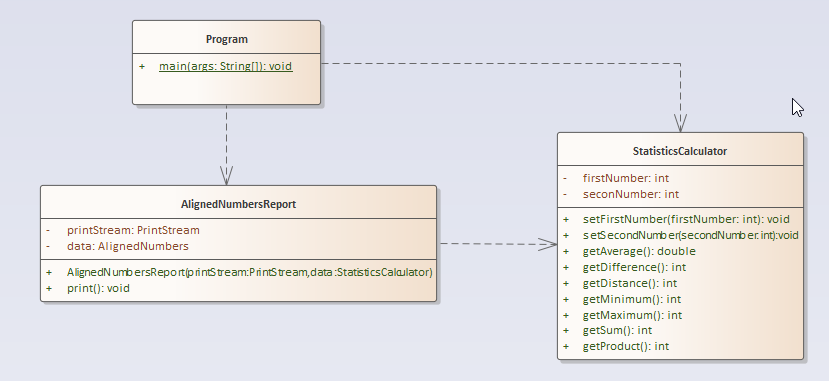 Program
+ main(args: String[]): void
AlignedNumbersReport
- printStream: PrintStream
- data: AlignedNumbers
+ AlignedNumbersReport(printStream:PrintStream,data:StatisticsCalculator)
+ print(): void
StatisticsCalculator
- firstNumber: int
- seconNumber: int
+ setFirstNumber(firstNumber: int): void
+ setSecondNumber(secondNumber:int):void
+ getAverage(): double
+ getDifference(): int
+ getDistance(): int
+ getMinimum(): int
+ getMaximum(): int
+ getSum(): int
+ getProduct(): int